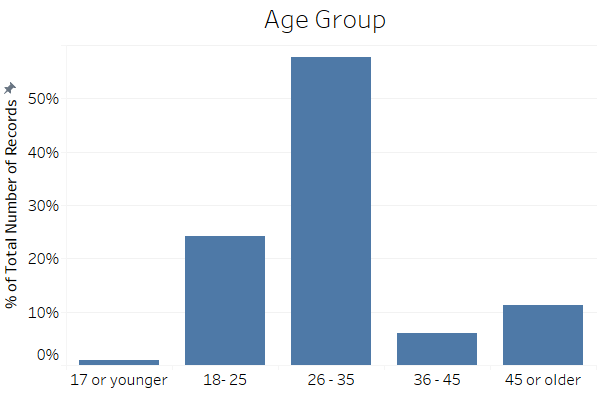 Age Group
% of Total Number of Records
50%
40%
30%
20%
10%
0%
17 or younger
18- 25
26 - 35
36 - 45
45 or older